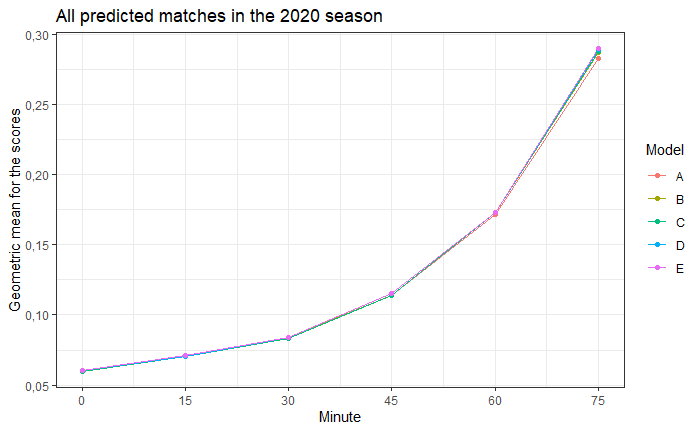 All predicted matches in the 2020 season
Geometric mean for the scores
0,30
0,25
0,20
0,15
0,10
0,05
0 15 30 45 60 75
Minute
Model
A
B
C
D
E